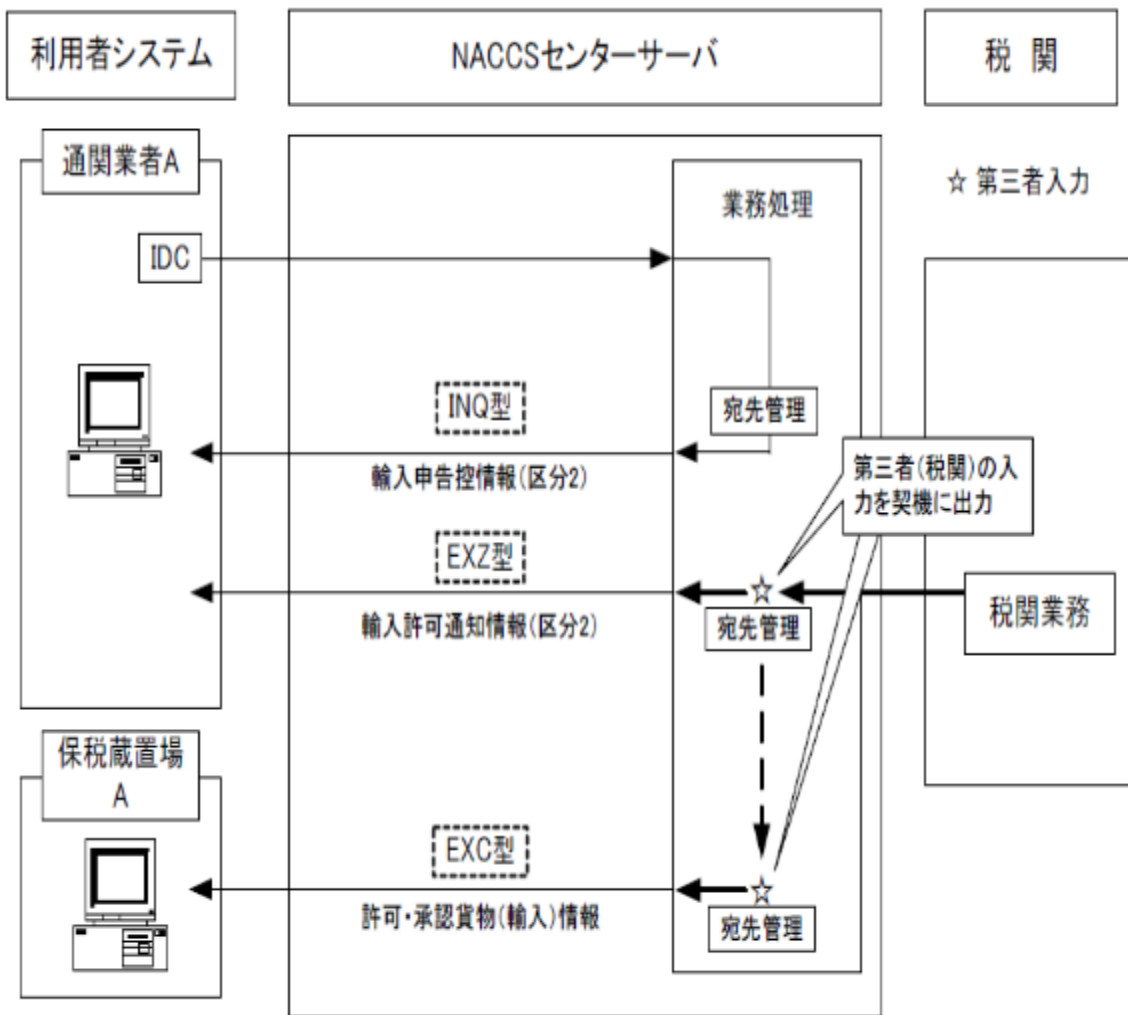 利用者システム
NACCSセンターサーバ
税 関
通関業者A
業務処理
☆ 第三者入力
IDC
INQ型
宛先管理
輸入申告控情報(区分2)
第三者(税関)の入
力を契機に出力
EXZ型
☆
宛先管理
輸入許可通知情報(区分2)
税関業務
保税蔵置場
A
EXC型
☆
宛先管理
許可・承認貨物(輸入)情報